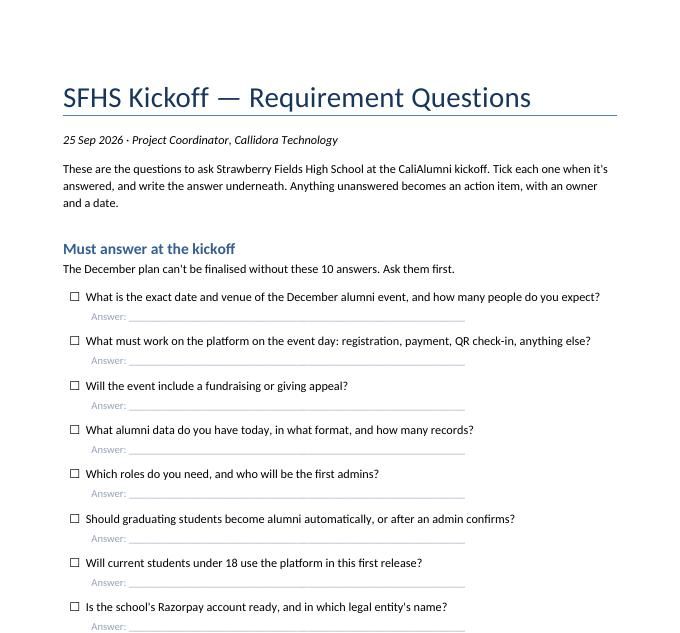 SFHS Kickoff — Requirement Questions
25 Sep 2026 · Project Coordinator, Callidora Technology
These are the questions to ask Strawberry Fields High School at the CaliAlumni kickoff. Tick each one when it's
answered, and write the answer underneath. Anything unanswered becomes an action item, with an owner
and a date.
Must answer at the kickoff
The December plan can't be finalised without these 10 answers. Ask them first.
☐ What is the exact date and venue of the December alumni event, and how many people do you expect?
Answer: ______________________________
☐ What must work on the platform on the event day: registration, payment, QR check-in, anything else?
Answer: ______________________________
☐ Will the event include a fundraising or giving appeal?
Answer: ______________________________
☐ What alumni data do you have today, in what format, and how many records?
Answer: ______________________________
☐ Which roles do you need, and who will be the first admins?
Answer: ______________________________
☐ Should graduating students become alumni automatically, or after an admin confirms?
Answer: ______________________________
☐ Will current students under 18 use the platform in this first release?
Answer: ______________________________
☐ Is the school's Razorpay account ready, and in which legal entity's name?
Answer: ______________________________